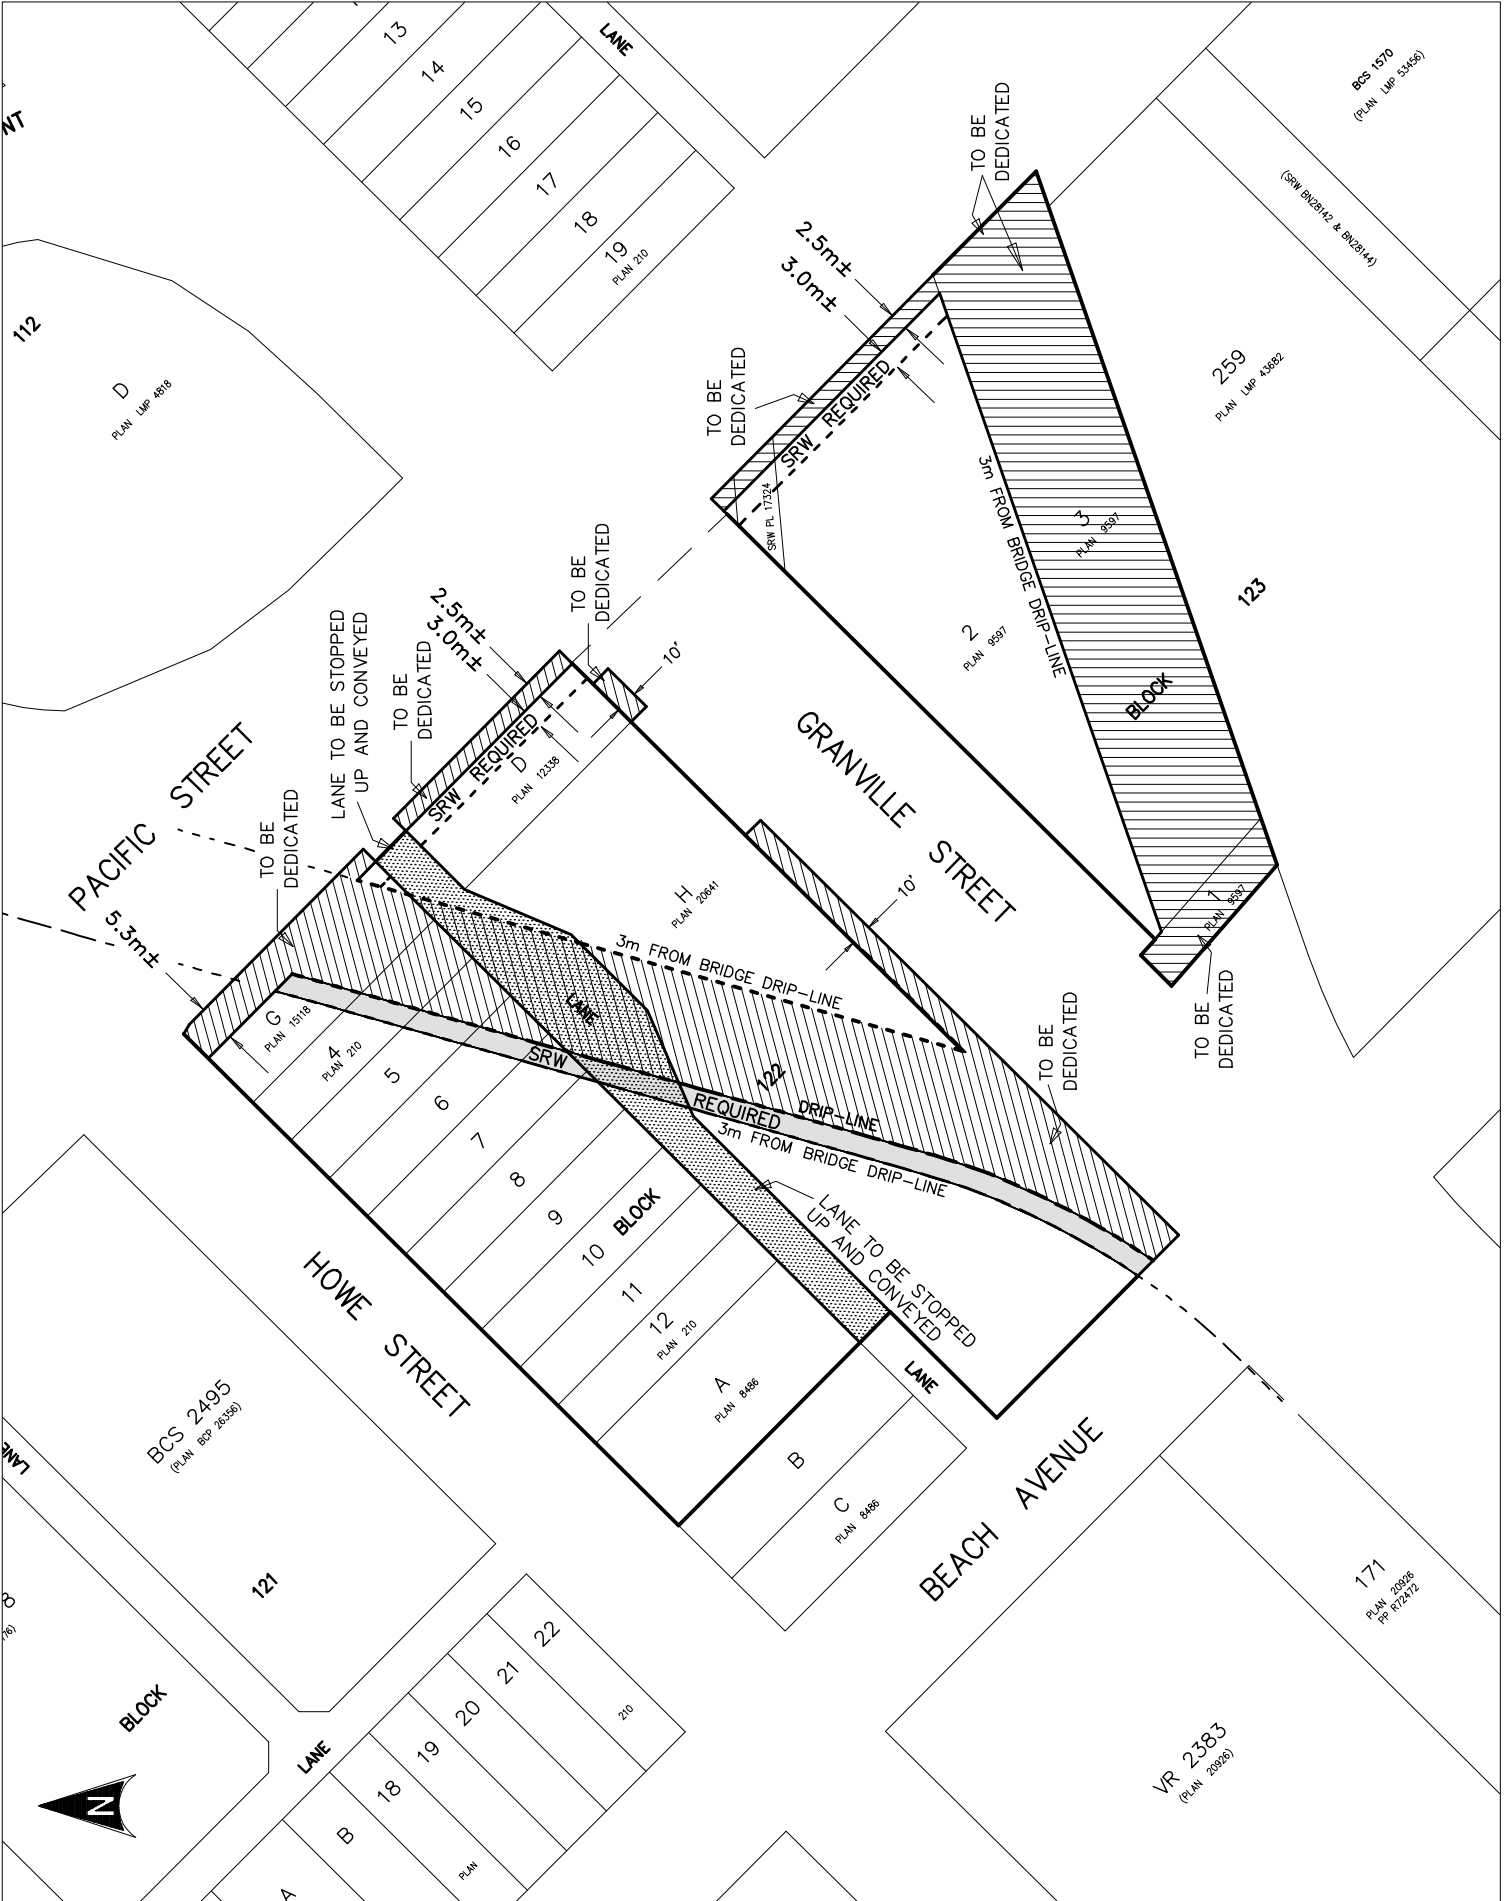 13
14
15
16
17
18
19
PLAN 210
LANE
NT
112
D
PLAN LMP 4818
BCS 1570
(PLAN LMP 53456)
(SRW BN28142 & BN28144)
TO BE
DEDICATED
2.5m±
3.0m±
TO BE
DEDICATED
SRW REQUIRED
SRW PL 17324
259
PLAN LMP 43682
3m FROM BRIDGE DRIP-LINE
3
PLAN 9597
2
PLAN 9597
BLOCK
123
1
PLAN 9597
TO BE
DEDICATED
GRANVILLE STREET
PACIFIC STREET
5.3m±
TO BE
DEDICATED
LANE TO BE STOPPED
UP AND CONVEYED
TO BE
DEDICATED
2.5m±
3.0m±
SRW REQUIRED
TO BE
DEDICATED
10'
D
PLAN 12338
H
PLAN 20641
10'
3m FROM BRIDGE DRIP-LINE
LANE
G
PLAN 15118
4
PLAN 210
5
6
7
8
9
10
11
12
PLAN 210
BLOCK
122
SRW REQUIRED
DRIP-LINE
3m FROM BRIDGE DRIP-LINE
TO BE
DEDICATED
LANE TO BE STOPPED
UP AND CONVEYED
A
PLAN 8486
LANE
B
C
PLAN 8486
HOWE STREET
BEACH AVENUE
BCS 2495
(PLAN BCP 26356)
LANE
121
BLOCK
8
76)
LANE
22
21
20
19
18
B
A
PLAN
210
171
PLAN 20926
PP R72472
VR 2383
(PLAN 20926)
N